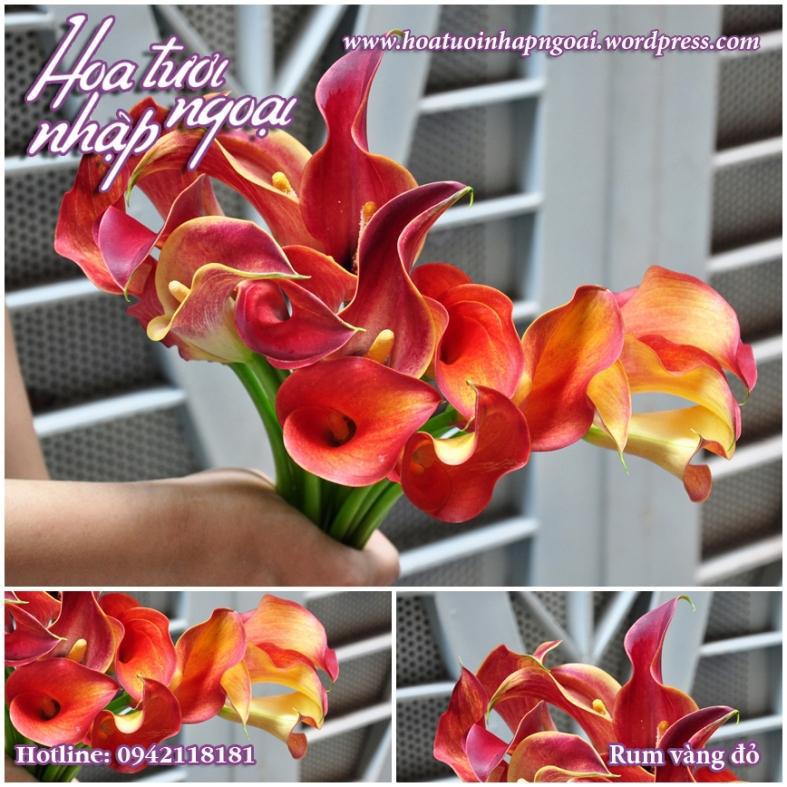 Hoa tươi
nhập ngoại
www.hoatuoinhapngoai.wordpress.com
Hotline: 0942118181
Rum vàng đỏ